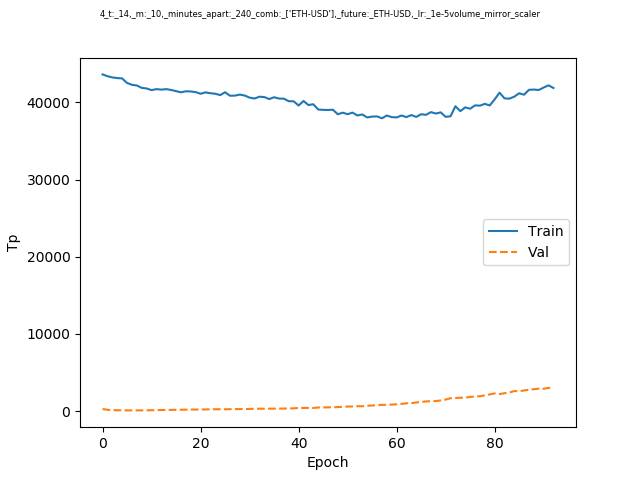 4_t:_14,_m:_10,_minutes_apart:_240_comb:_['ETH-USD'],_future:_ETH-USD,_lr:_1e-5volume_mirror_scaler
40000
30000
20000
10000
0
Tp
Train
Val
0 20 40 60 80
Epoch